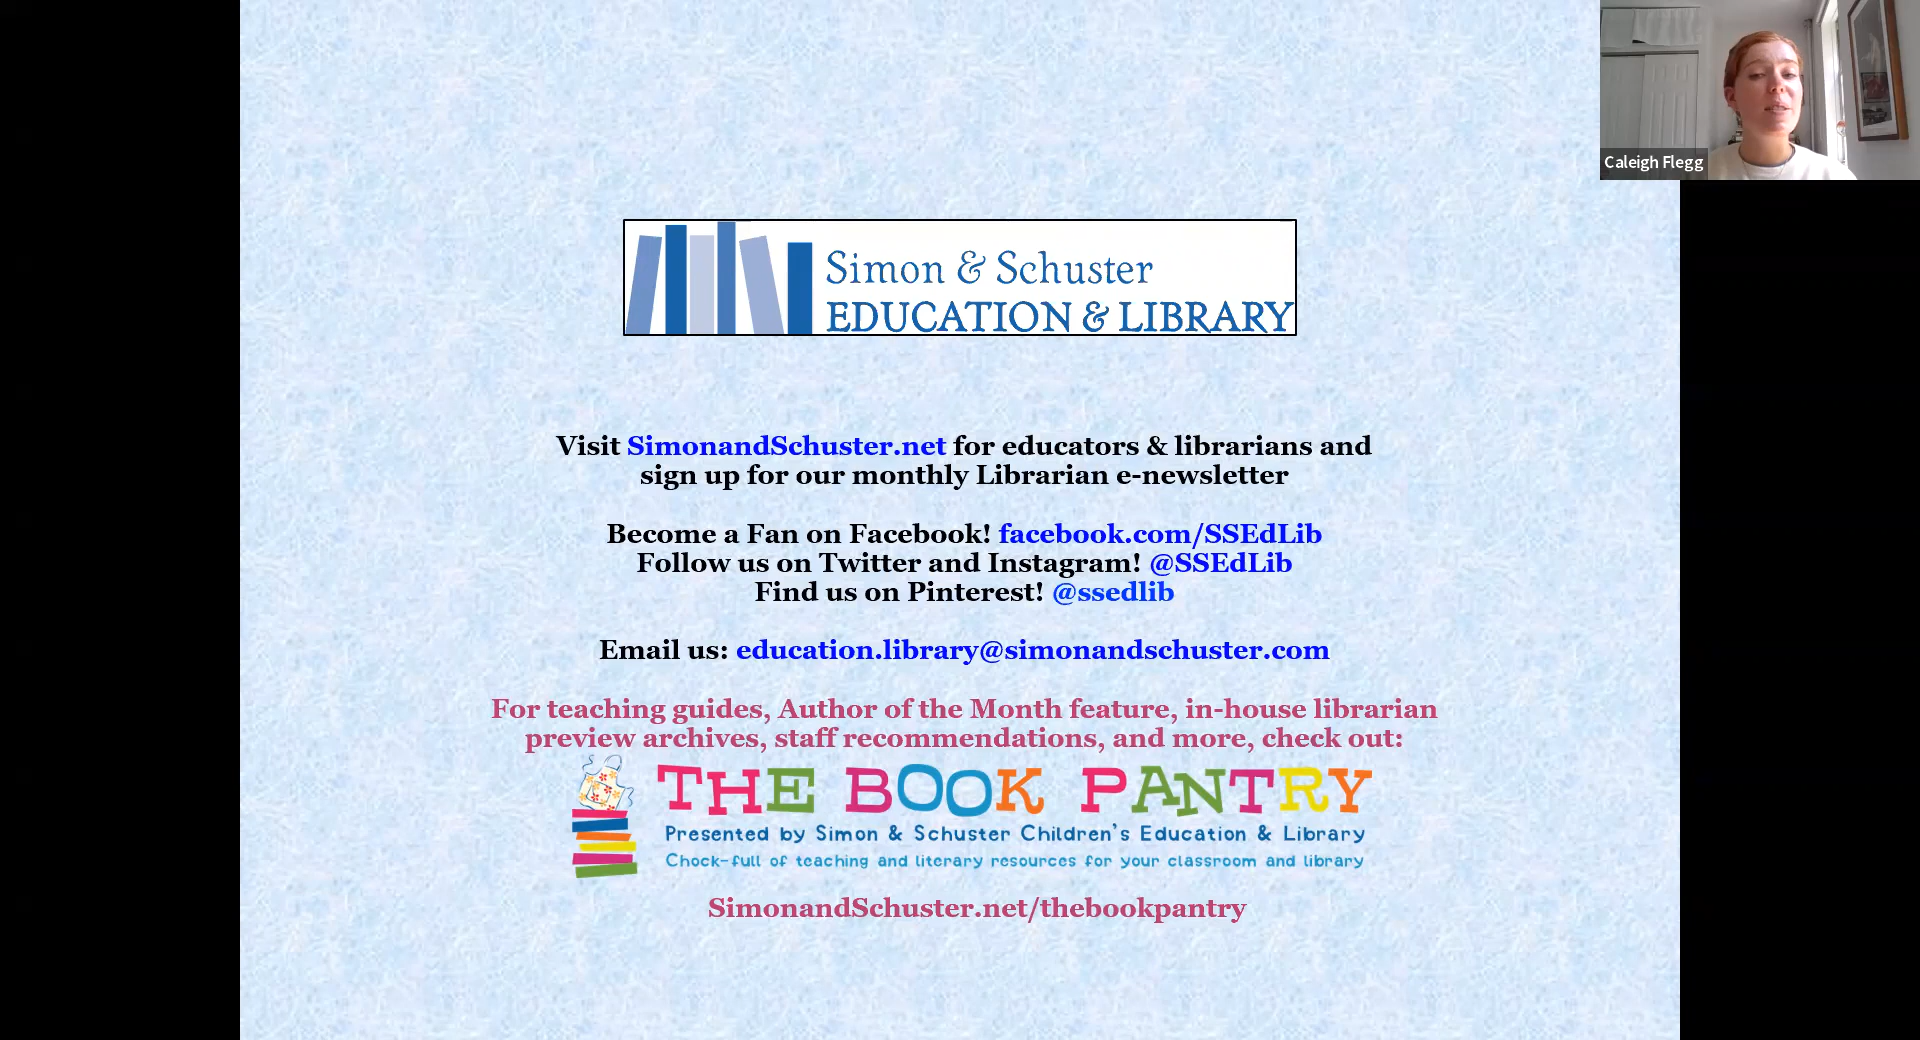 Caleigh Flegg
Simon & Schuster
EDUCATION & LIBRARY
Visit SimonandSchuster.net for educators & librarians and
sign up for our monthly Librarian e-newsletter
Become a Fan on Facebook! facebook.com/SSEdLib
Follow us on Twitter and Instagram! @SSEdLib
Find us on Pinterest! @ssedlib
Email us: education.library@simonandschuster.com
For teaching guides, Author of the Month feature, in-house librarian
preview archives, staff recommendations, and more, check out:
THE BOOK PANTRY
Presented by Simon & Schuster Children's Education & Library
Chock-full of teaching and literary resources for your classroom and library
SimonandSchuster.net/thebookpantry